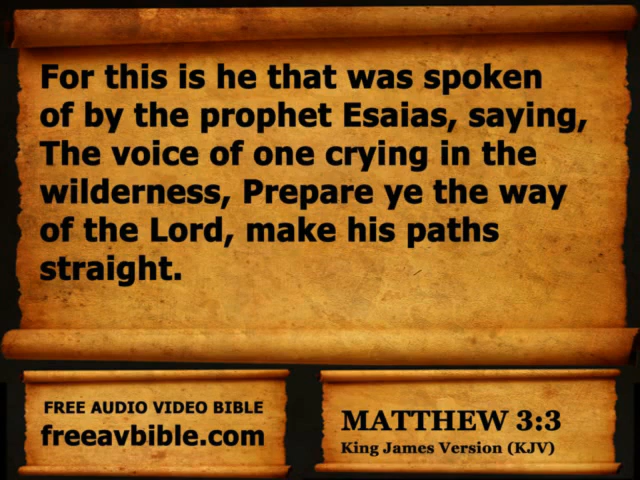 For this is he that was spoken
of by the prophet Esaias, saying,
The voice of one crying in the
wilderness, Prepare ye the way
of the Lord, make his paths
straight.
FREE AUDIO VIDEO BIBLE
freeavbible.com
MATTHEW 3:3
King James Version (KJV)